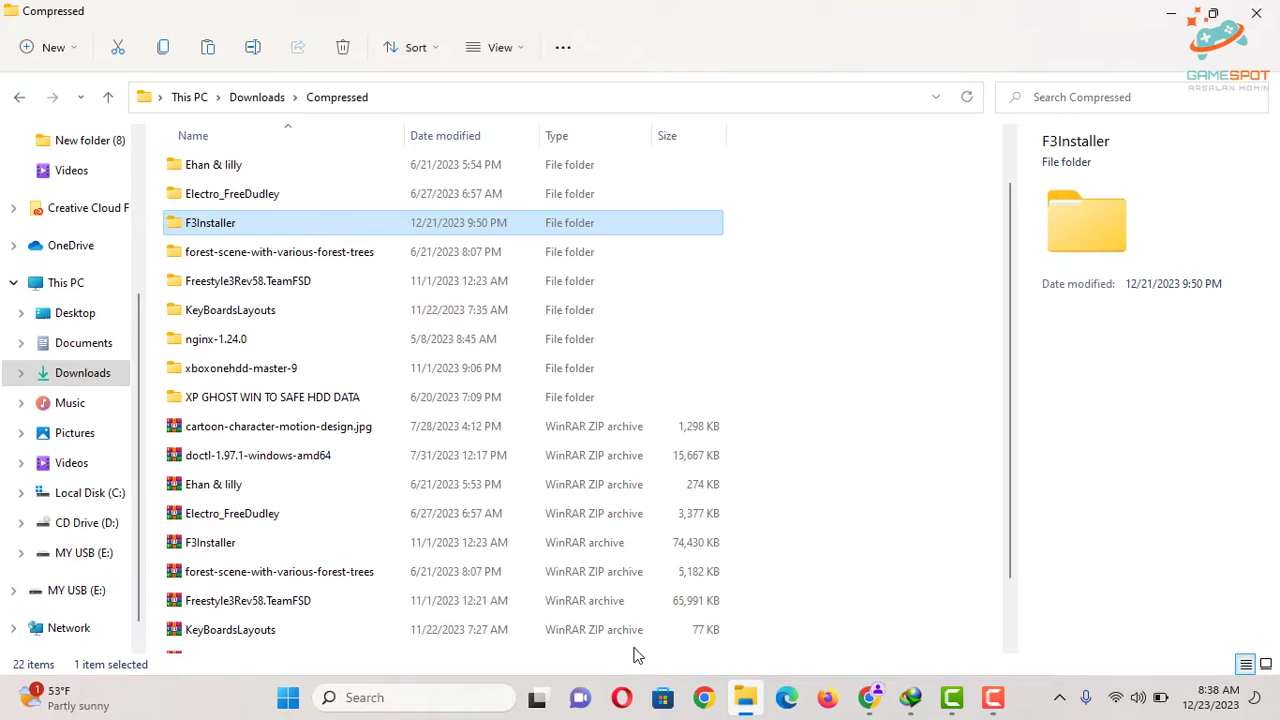 Compressed
New
Sort
View
GAMESPOT
ARSALAN MOMIN
This PC
Downloads
Compressed
Search Compressed
New folder (8)
Videos
Creative Cloud F
OneDrive
This PC
Desktop
Documents
Downloads
Music
Pictures
Videos
Local Disk (C:)
CD Drive (D:)
MY USB (E:)
MY USB (E:)
Network
Name Date modified Type Size
Ehan & lilly 6/21/2023 5:54 PM File folder
Electro_FreeDudley 6/27/2023 6:57 AM File folder
F3Installer 12/21/2023 9:50 PM File folder
forest-scene-with-various-forest-trees 6/21/2023 8:07 PM File folder
Freestyle3Rev58.TeamFSD 11/1/2023 12:23 AM File folder
KeyBoardsLayouts 11/22/2023 7:35 AM File folder
nginx-1.24.0 5/8/2023 8:45 AM File folder
xboxonehdd-master-9 11/1/2023 9:06 PM File folder
XP GHOST WIN TO SAFE HDD DATA 6/20/2023 7:09 PM File folder
cartoon-character-motion-design.jpg 7/28/2023 4:12 PM WinRAR ZIP archive 1,298 KB
doctl-1.97.1-windows-amd64 7/31/2023 12:17 PM WinRAR ZIP archive 15,667 KB
Ehan & lilly 6/21/2023 5:53 PM WinRAR ZIP archive 274 KB
Electro_FreeDudley 6/27/2023 6:57 AM WinRAR ZIP archive 3,377 KB
F3Installer 11/1/2023 12:23 AM WinRAR archive 74,430 KB
forest-scene-with-various-forest-trees 6/21/2023 8:07 PM WinRAR ZIP archive 5,182 KB
Freestyle3Rev58.TeamFSD 11/1/2023 12:21 AM WinRAR archive 65,991 KB
KeyBoardsLayouts 11/22/2023 7:27 AM WinRAR ZIP archive 77 KB
F3Installer
File folder
Date modified: 12/21/2023 9:50 PM
22 items 1 item selected
1
53°F
Partly sunny
Search
8:38 AM
12/23/2023